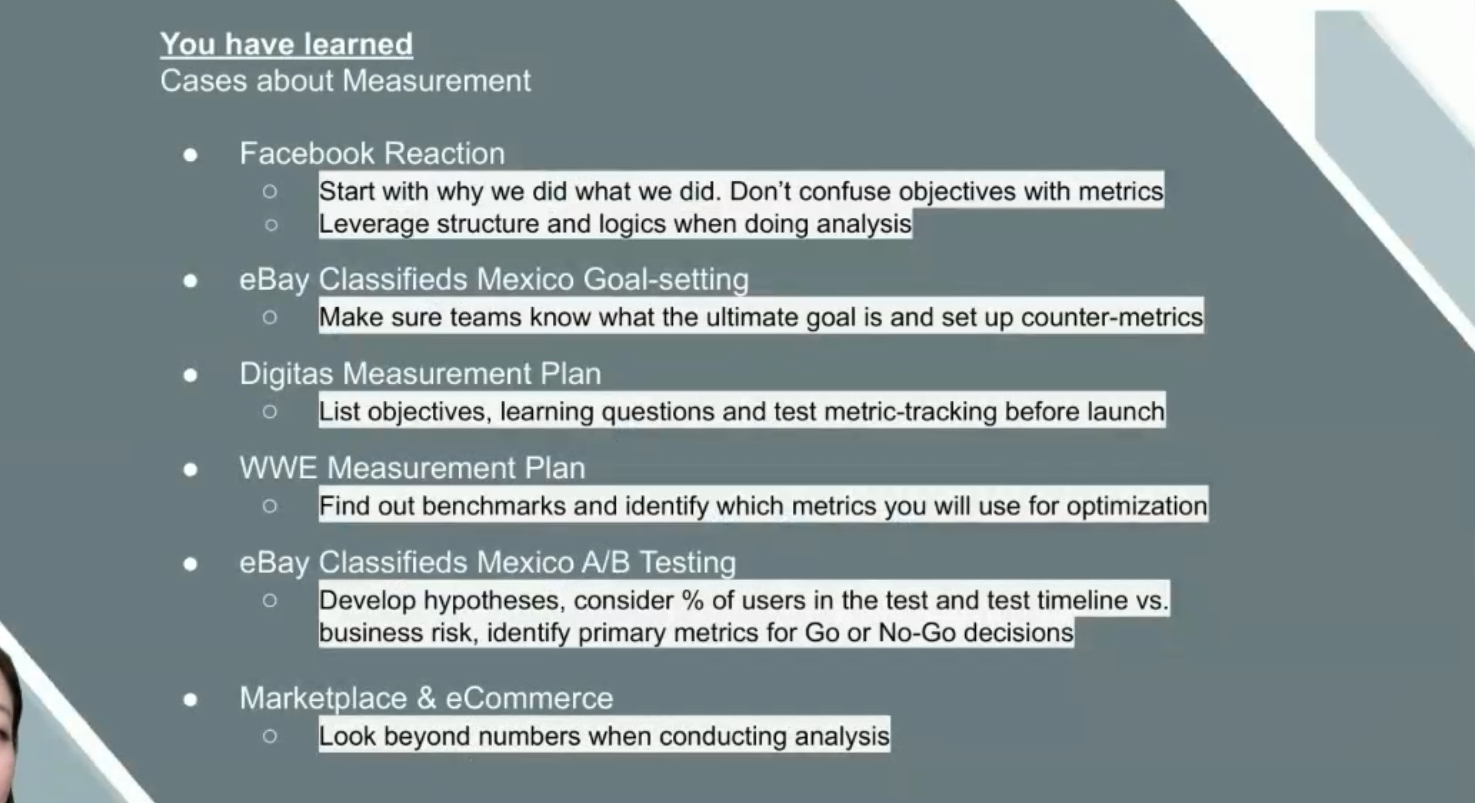 You have learned
Cases about Measurement
● Facebook Reaction
○ Start with why we did what we did. Don't confuse objectives with metrics
○ Leverage structure and logics when doing analysis
● eBay Classifieds Mexico Goal-setting
○ Make sure teams know what the ultimate goal is and set up counter-metrics
● Digitas Measurement Plan
○ List objectives, learning questions and test metric-tracking before launch
● WWE Measurement Plan
○ Find out benchmarks and identify which metrics you will use for optimization
● eBay Classifieds Mexico A/B Testing
○ Develop hypotheses, consider % of users in the test and test timeline vs.
business risk, identify primary metrics for Go or No-Go decisions
● Marketplace & eCommerce
○ Look beyond numbers when conducting analysis